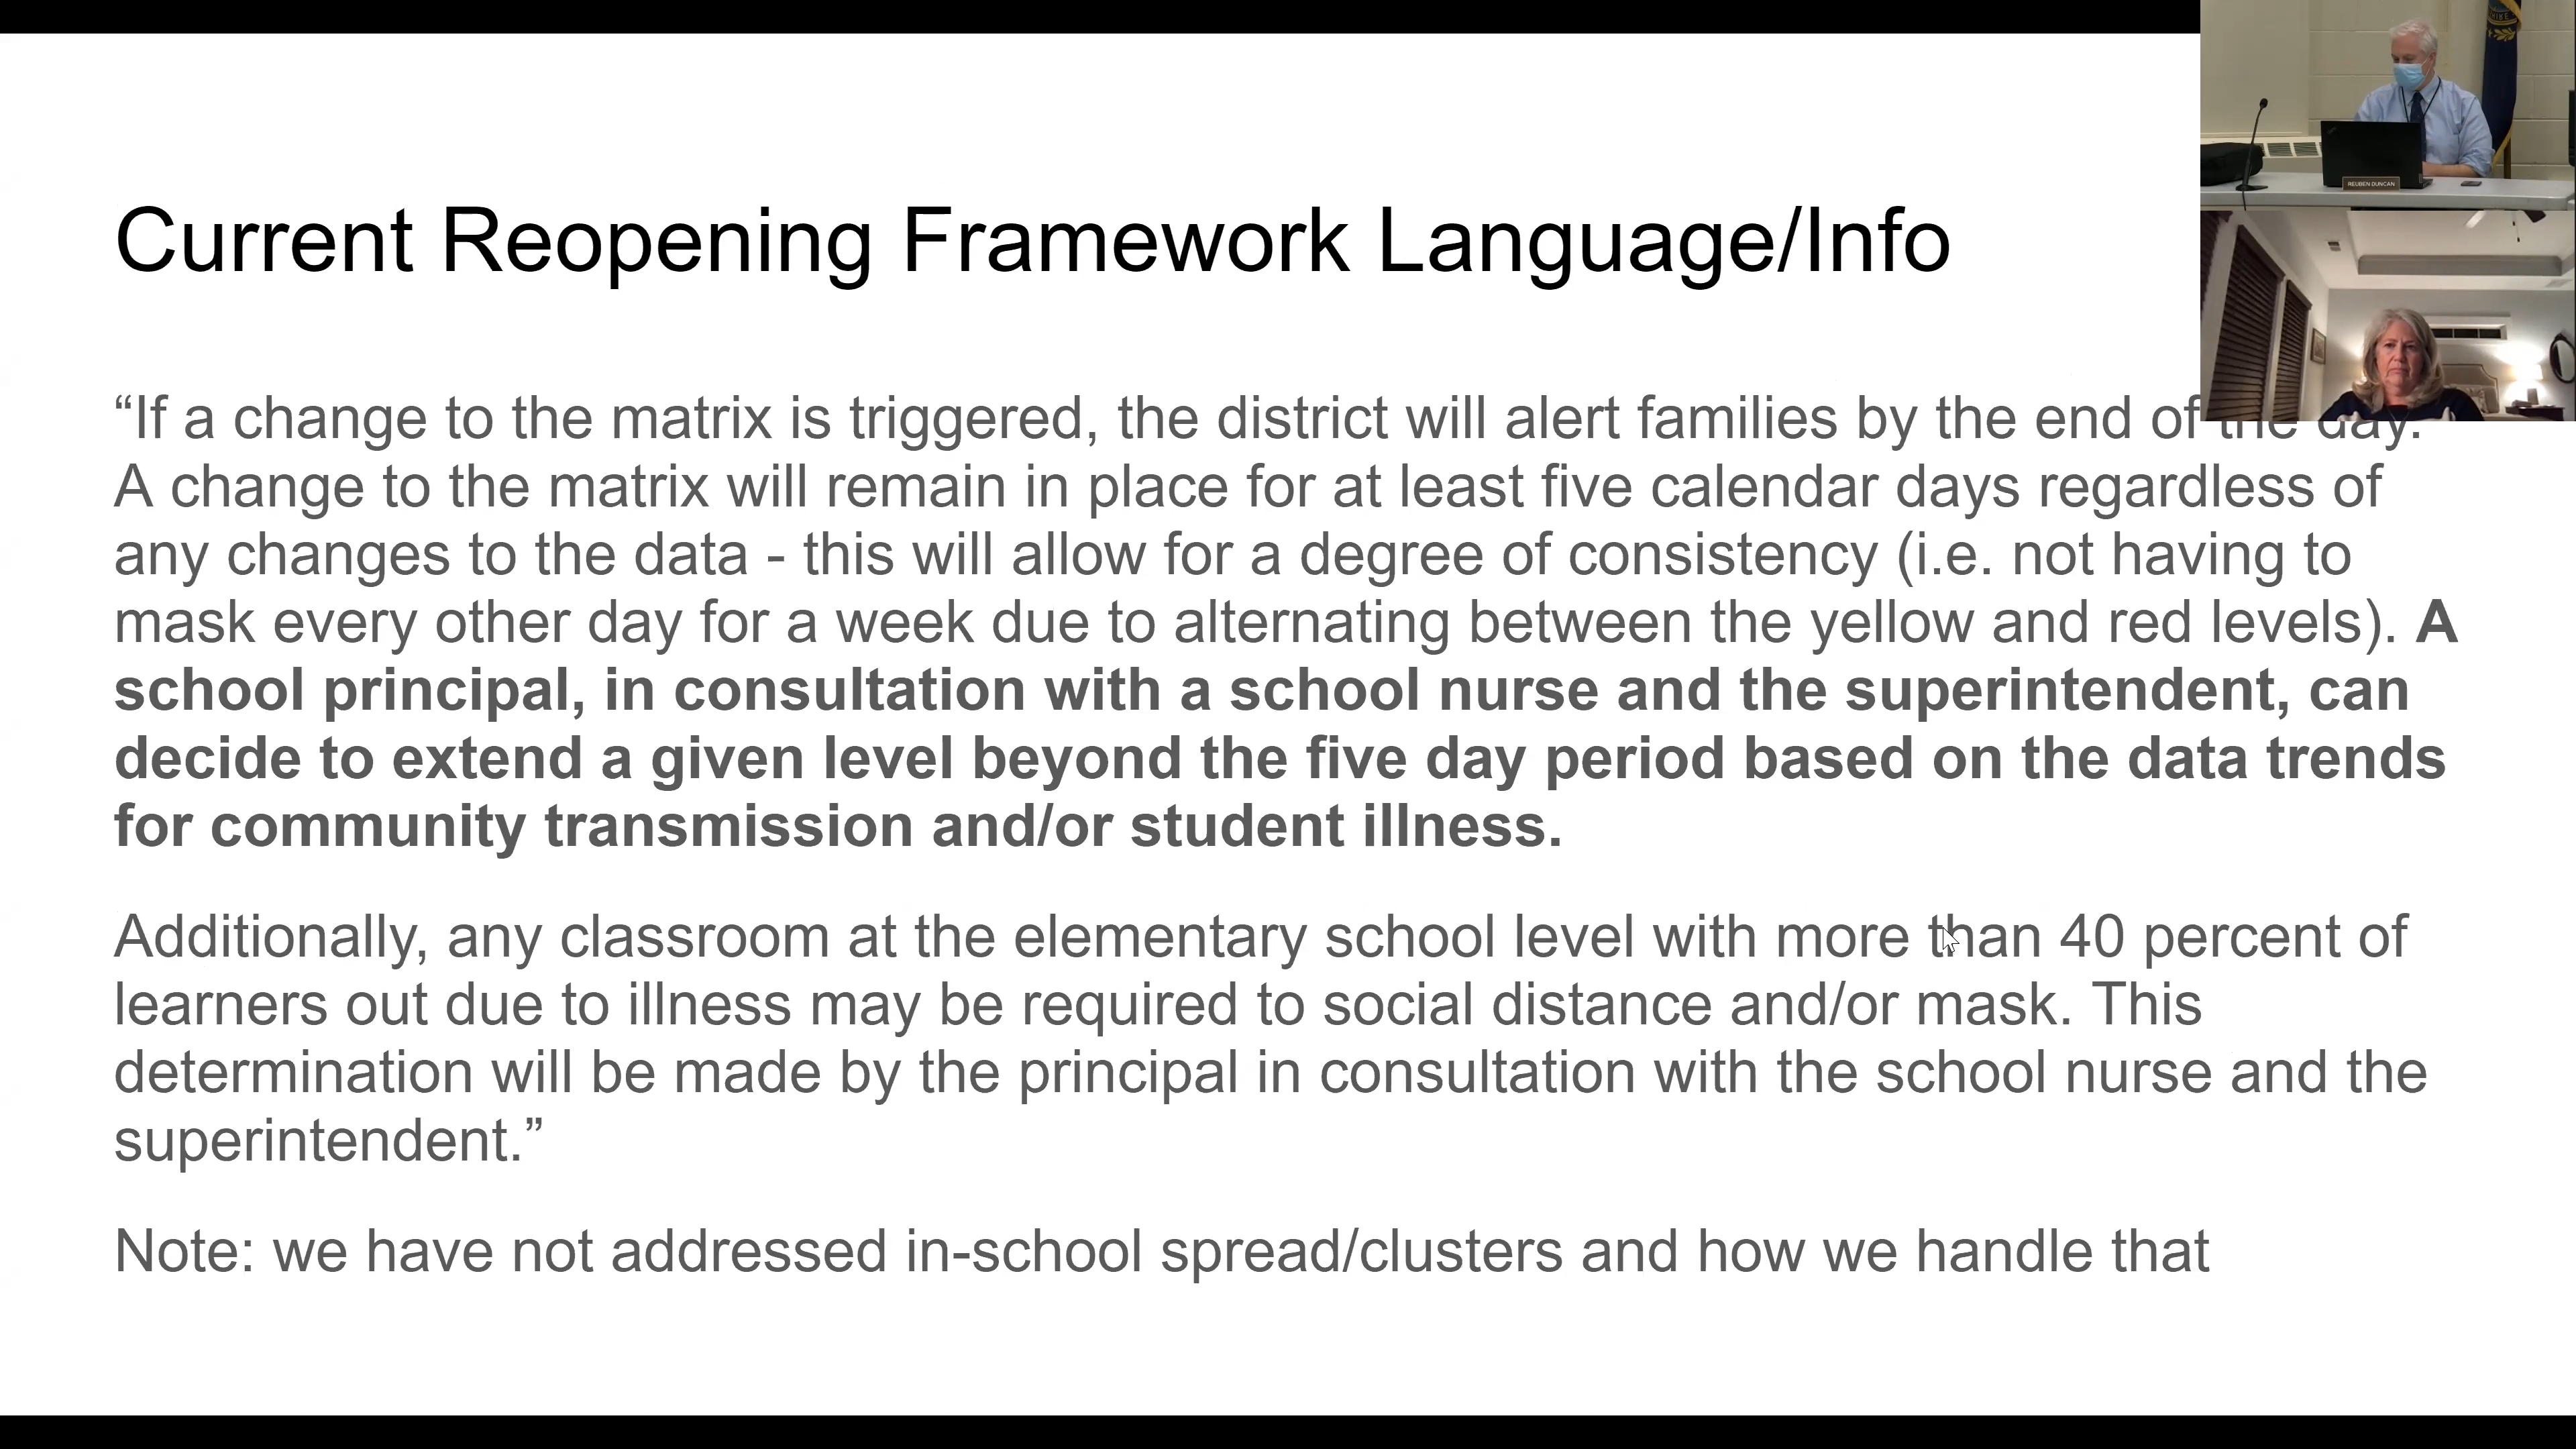 Current Reopening Framework Language/Info
“If a change to the matrix is triggered, the district will alert families by the end of the day.
A change to the matrix will remain in place for at least five calendar days regardless of
any changes to the data - this will allow for a degree of consistency (i.e. not having to
mask every other day for a week due to alternating between the yellow and red levels). A
school principal, in consultation with a school nurse and the superintendent, can
decide to extend a given level beyond the five day period based on the data trends
for community transmission and/or student illness.
Additionally, any classroom at the elementary school level with more than 40 percent of
learners out due to illness may be required to social distance and/or mask. This
determination will be made by the principal in consultation with the school nurse and the
superintendent.”
Note: we have not addressed in-school spread/clusters and how we handle that
REUBEN DUNCAN